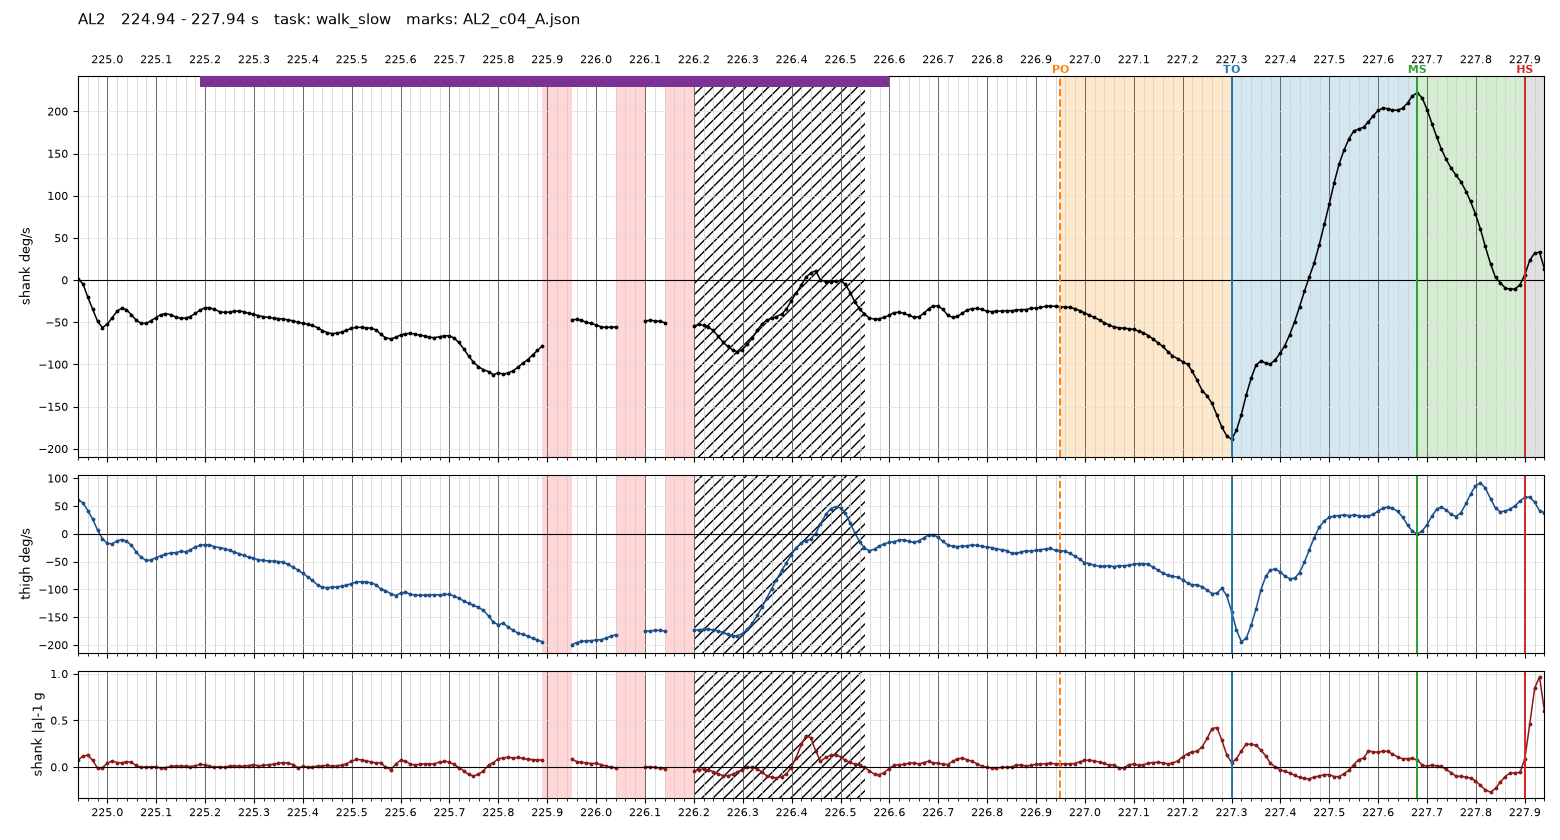 AL2   224.94 - 227.94 s   task: walk_slow   marks: AL2_c04_A.json
225.0 225.1 225.2 225.3 225.4 225.5 225.6 225.7 225.8 225.9 226.0 226.1 226.2 226.3 226.4 226.5 226.6 226.7 226.8 226.9 227.0 227.1 227.2 227.3 227.4 227.5 227.6 227.7 227.8 227.9
PO TO MS HS
shank deg/s
200
150
100
50
0
−50
−100
−150
−200
thigh deg/s
100
50
0
−50
−100
−150
−200
shank |a|-1 g
1.0
0.5
0.0
225.0 225.1 225.2 225.3 225.4 225.5 225.6 225.7 225.8 225.9 226.0 226.1 226.2 226.3 226.4 226.5 226.6 226.7 226.8 226.9 227.0 227.1 227.2 227.3 227.4 227.5 227.6 227.7 227.8 227.9